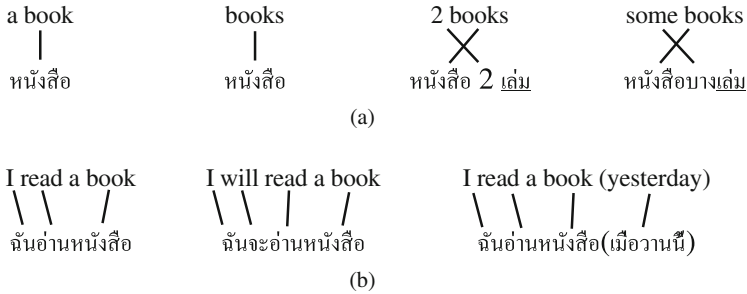 a book books 2 books some books
หนังสือ หนังสือ หนังสือ 2 เล่ม หนังสือบางเล่ม
(a)
I read a book I will read a book I read a book (yesterday)
ฉันอ่านหนังสือ ฉันจะอ่านหนังสือ ฉันอ่านหนังสือ(เมื่อวานนี้)
(b)